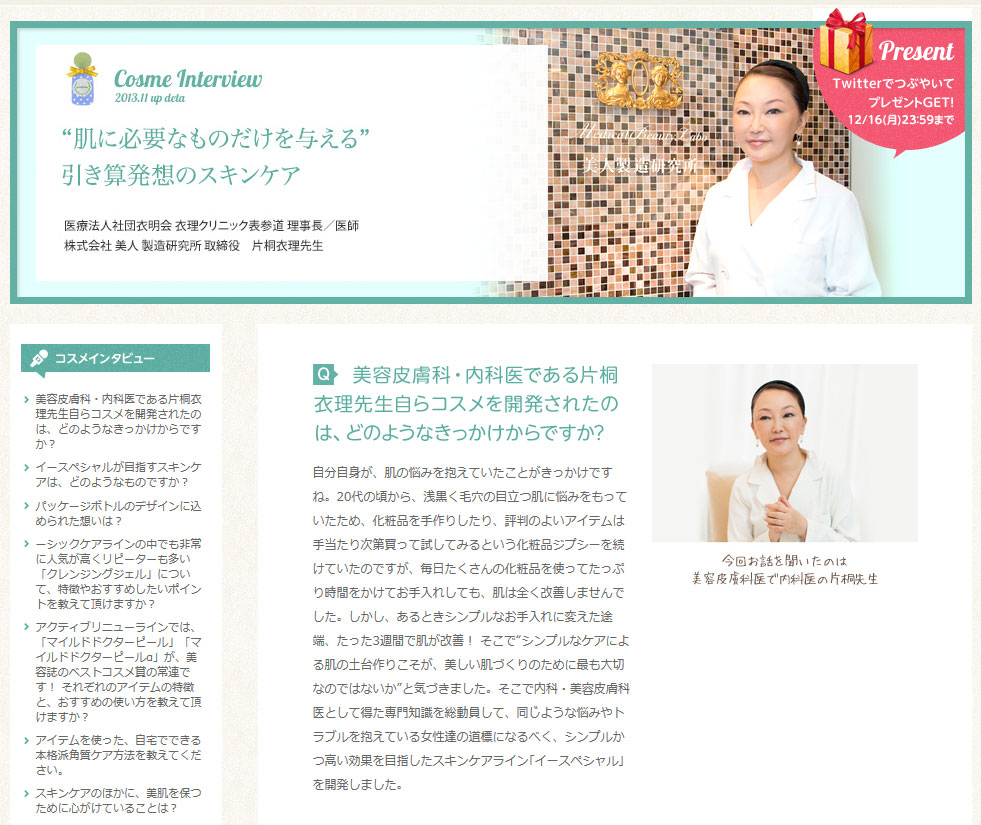 Cosme Interview
2013.11 up deta
“肌に必要なものだけを与える”
引き算発想のスキンケア
医療法人社団衣明会 衣理クリニック表参道 理事長／医師
株式会社 美人 製造研究所 取締役　片桐衣理先生
Medical Beauty Labo
美人製造研究所
Present
Twitterでつぶやいて
プレゼントGET!
12/16(月)23:59まで
コスメインタビュー
美容皮膚科・内科医である片桐衣
理先生自らコスメを開発されたの
は、どのようなきっかけからです
か？
イースペシャルが目指すスキンケ
アは、どのようなものですか？
パッケージボトルのデザインに込
められた想いは？
ーシックケアラインの中でも非常
に人気が高くリピーターも多い
「クレンジングジェル」につい
て、特徴やおすすめしたいポイン
トを教えて頂けますか？
アクティブリニューラインでは、
「マイルドドクターピール」「マ
イルドドクターピールα」が、美
容誌のベストコスメ賞の常連で
す！ それぞれのアイテムの特徴
と、おすすめの使い方を教えて頂
けますか？
アイテムを使った、自宅でできる
本格派角質ケア方法を教えてくだ
さい。
スキンケアのほかに、美肌を保つ
ために心がけていることは？
Q 美容皮膚科・内科医である片桐
衣理先生自らコスメを開発されたの
は、どのようなきっかけからですか？
自分自身が、肌の悩みを抱えていたことがきっかけです
ね。20代の頃から、浅黒く毛穴の目立つ肌に悩みをもって
いたため、化粧品を手作りしたり、評判のよいアイテムは
手当たり次第買って試してみるという化粧品ジプシーを続
けていたのですが、毎日たくさんの化粧品を使ってたっぷ
り時間をかけてお手入れしても、肌は全く改善しませんで
した。しかし、あるときシンプルなお手入れに変えた途
端、たった3週間で肌が改善！ そこで“シンプルなケアによ
る肌の土台作りこそが、美しい肌づくりのために最も大切
なのではないか”と気づきました。そこで内科・美容皮膚科
医として得た専門知識を総動員して、同じような悩みやト
ラブルを抱えている女性達の道標になるべく、シンプルか
つ高い効果を目指したスキンケアライン「イースペシャル」
を開発しました。
今回お話を聞いたのは
美容皮膚科医で内科医の片桐先生